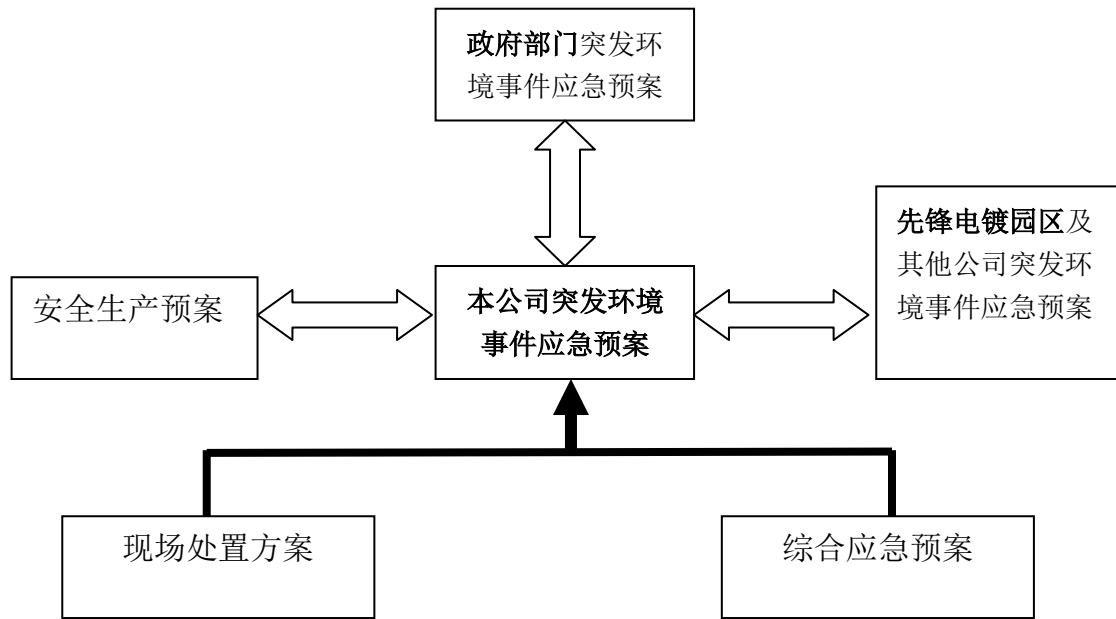 政府部门突发环
境事件应急预案
先锋电镀园区及
其他公司突发环
境事件应急预案
安全生产预案
本公司突发环境
事件应急预案
现场处置方案
综合应急预案